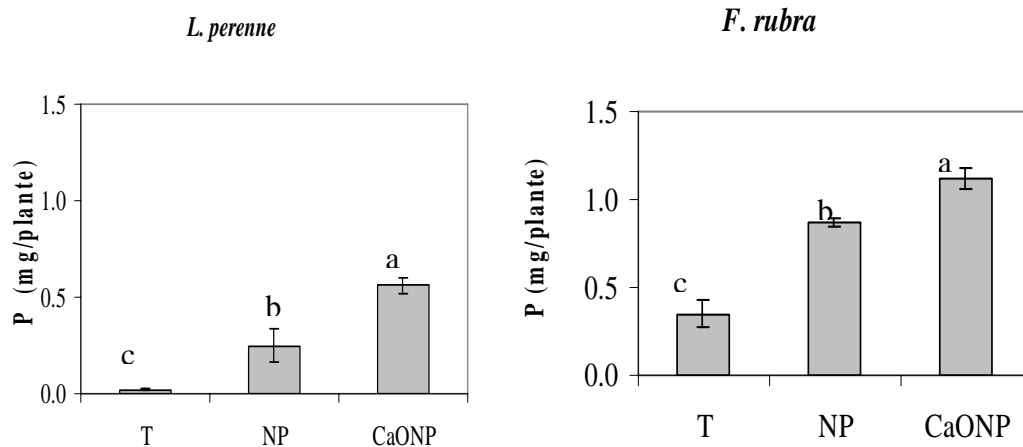 L. perenne
P (mg/plante)
1.5
1.0
0.5
0.0
c
b
a
T NP CaONP
F. rubra
P (mg/plante)
1.5
1.0
0.5
0.0
c
b
a
T NP CaONP